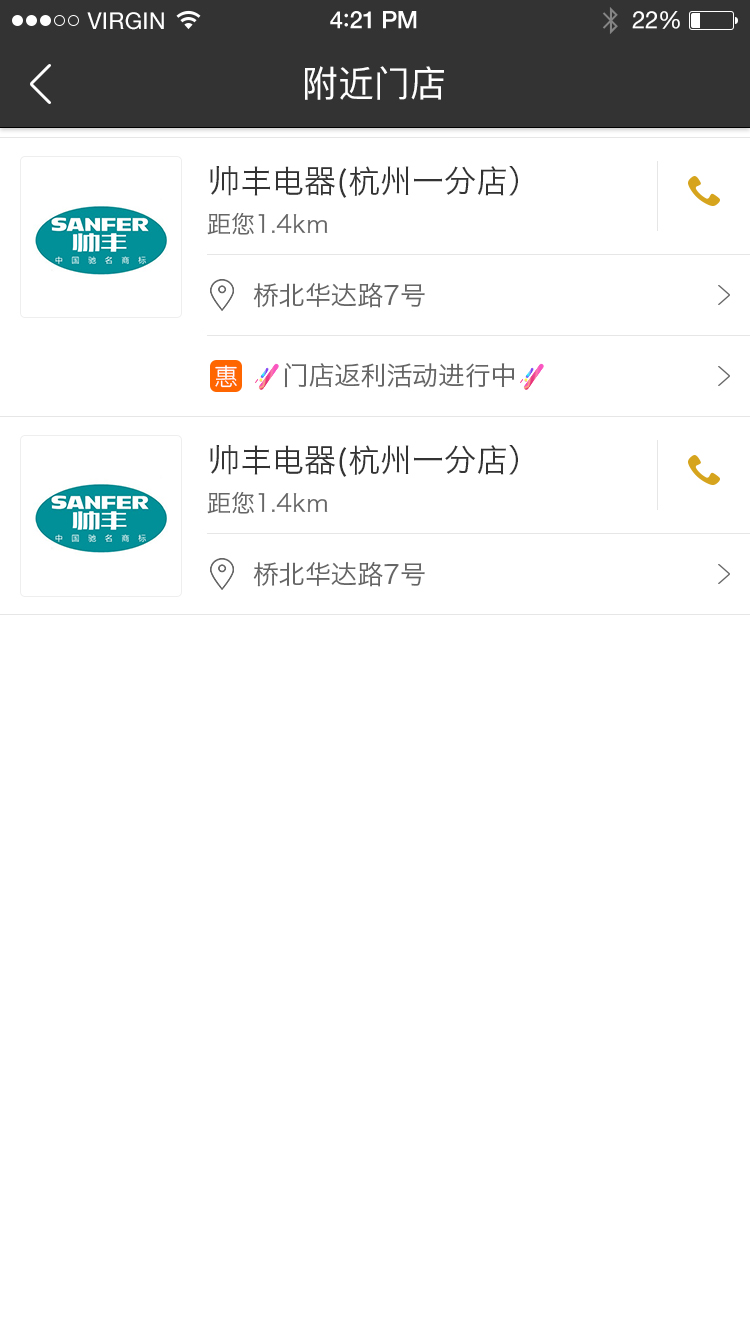 VIRGIN 4:21 PM 22%
附近门店
SANFER
帅丰
中国驰名商标
帅丰电器(杭州一分店）
距您1.4km
桥北华达路7号
惠 门店返利活动进行中
SANFER
帅丰
中国驰名商标
帅丰电器(杭州一分店）
距您1.4km
桥北华达路7号